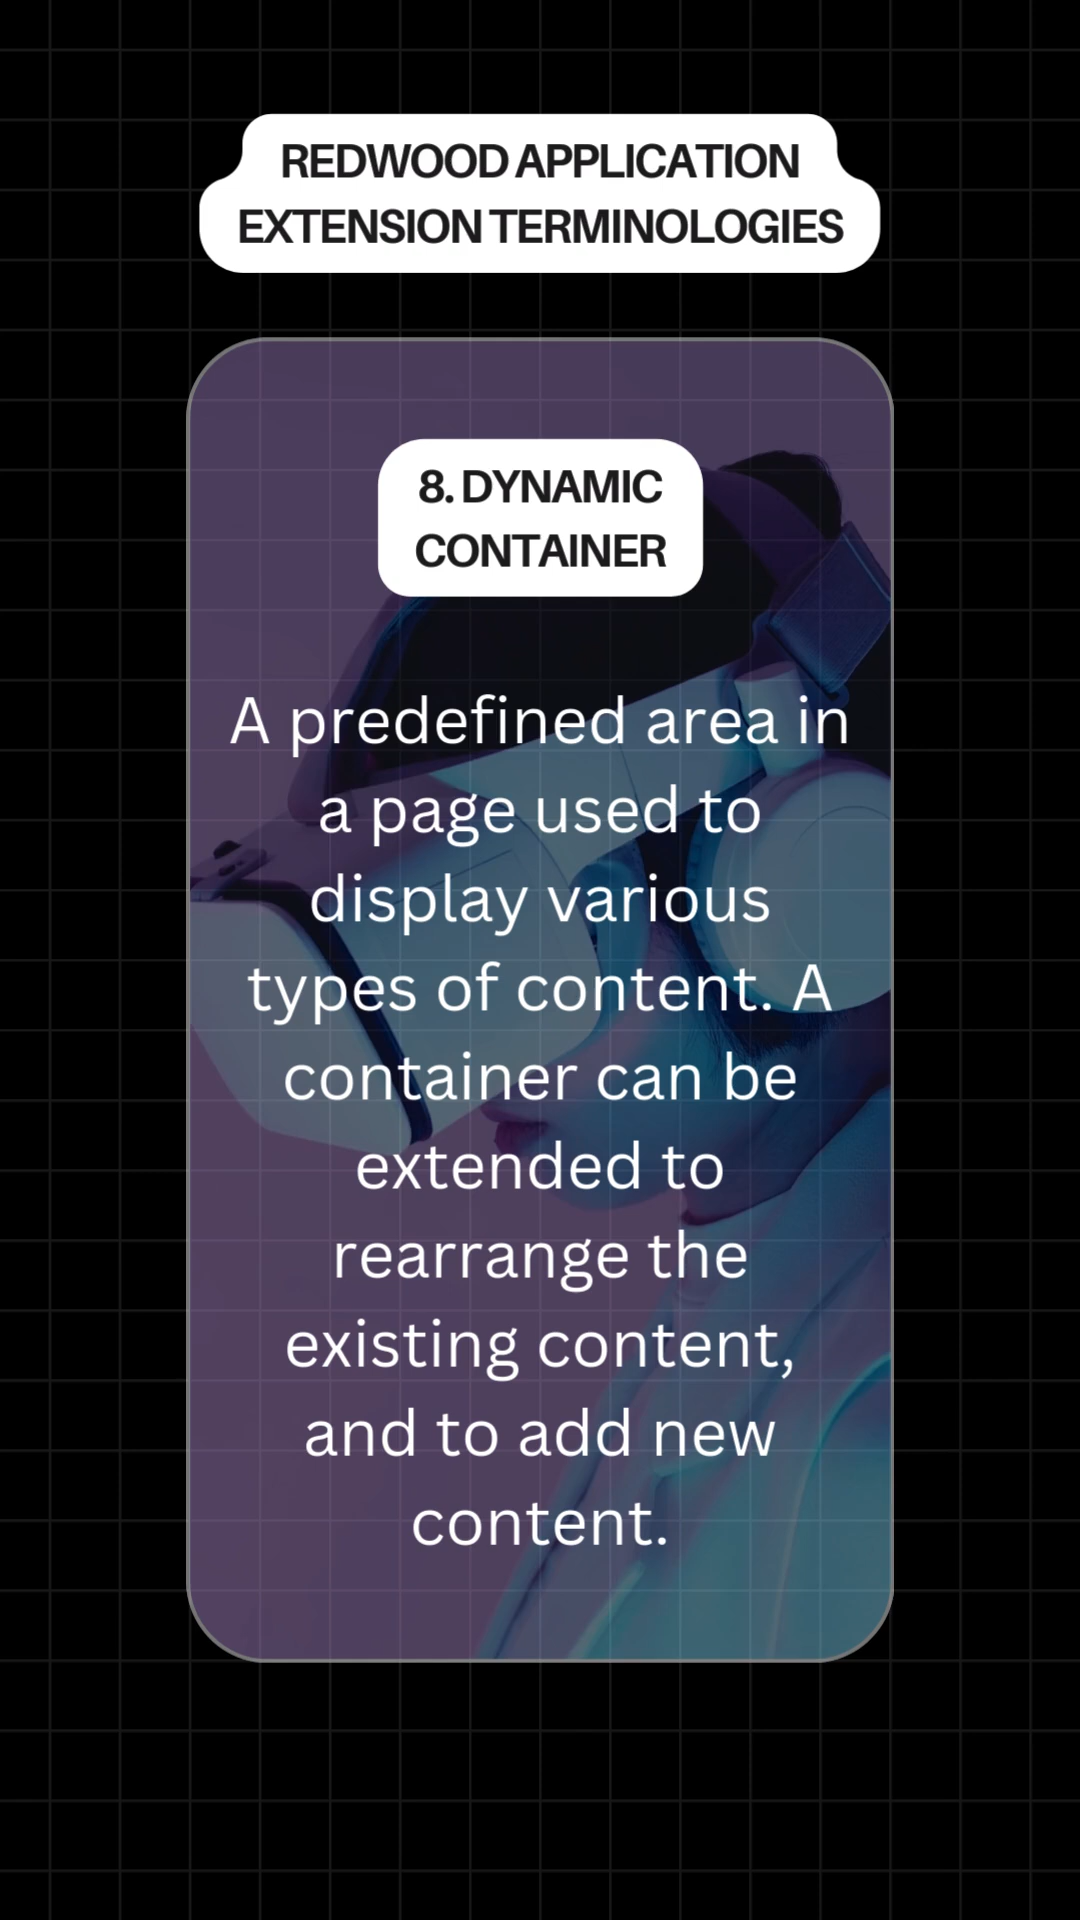 REDWOOD APPLICATION
EXTENSION TERMINOLOGIES
8. DYNAMIC
CONTAINER
A predefined area in
a page used to
display various
types of content. A
container can be
extended to
rearrange the
existing content,
and to add new
content.